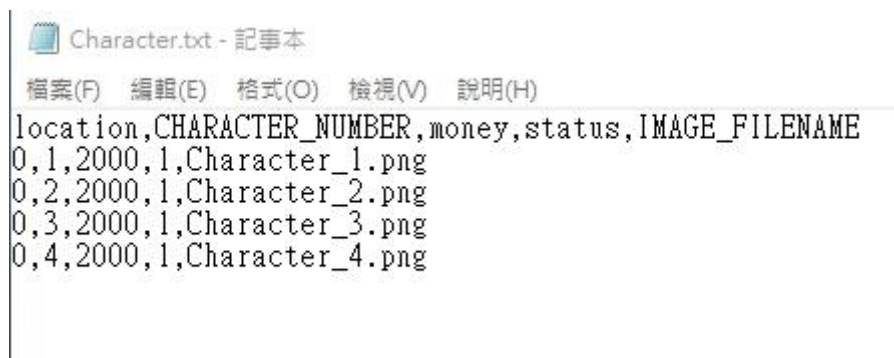 Character.txt - 記事本
檔案(F) 編輯(E) 格式(O) 檢視(V) 說明(H)
location,CHARACTER_NUMBER,money,status,IMAGE_FILENAME
0,1,2000,1,Character_1.png
0,2,2000,1,Character_2.png
0,3,2000,1,Character_3.png
0,4,2000,1,Character_4.png